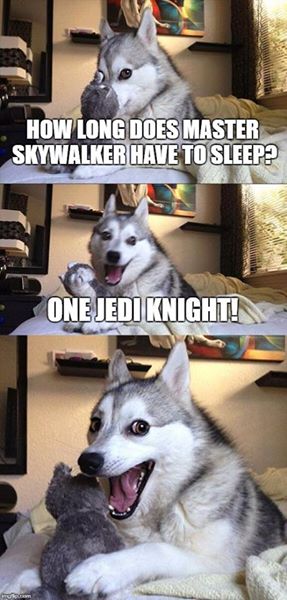 HOW LONG DOES MASTER
SKYWALKER HAVE TO SLEEP?
ONE JEDI KNIGHT!
imgflip.com